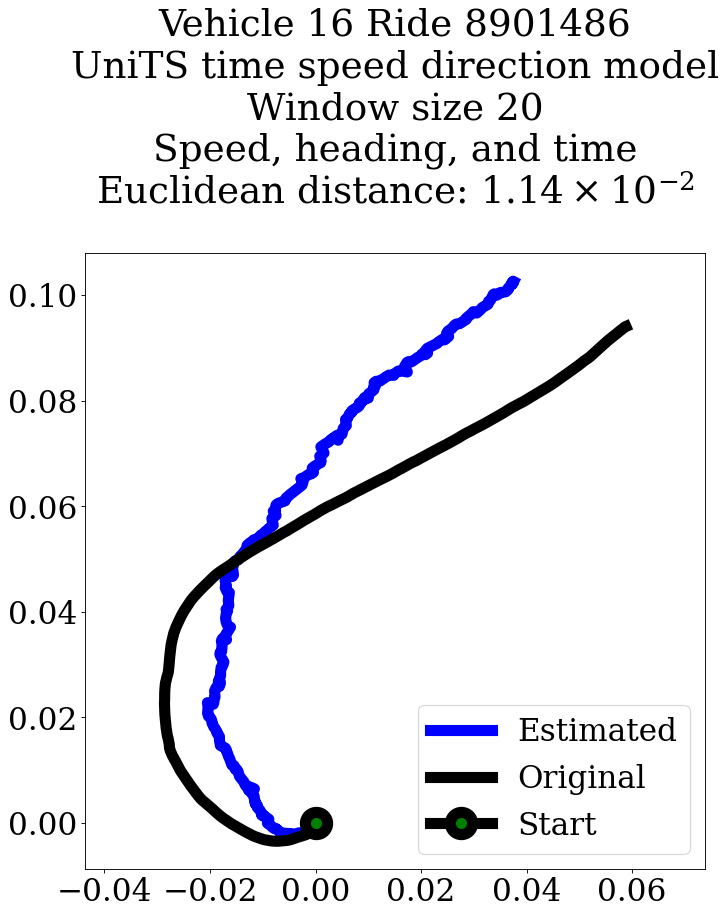 Vehicle 16 Ride 8901486
UniTS time speed direction model
Window size 20
Speed, heading, and time
Euclidean distance: 1.14 × 10⁻²
0.10
0.08
0.06
0.04
0.02
0.00
Estimated
Original
Start
−0.04 −0.02 0.00 0.02 0.04 0.06